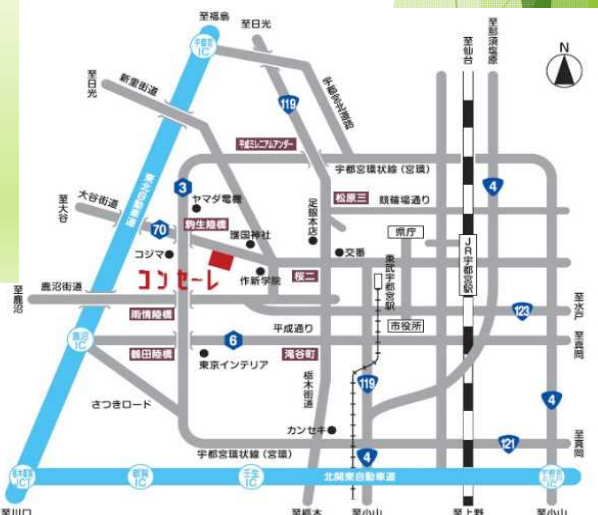 至福島
至日光
至仙台
至那須塩原
N
宇都宮IC
至日光
新里街道
119
平成ミレニアムアンダー
宇都宮環状線(宮環)
4
東北自動車道
3
ヤマダ電機
松原三
競輪場通り
至大谷
大谷街道
70
駒生陸橋
護国神社
足銀本店
県庁
コジマ
コンセーレ
作新学院
桜二
交番
東武宇都宮駅
JR宇都宮駅
至鹿沼
鹿沼街道
雨情陸橋
平成通り
市役所
123
至水戸
鹿沼IC
鶴田陸橋
6
東京インテリア
滝谷町
至真岡
栃木街道
119
4
さつきロード
カンセキ
宇都宮環状線(宮環)
4
121
至真岡
都賀IC
壬生IC
北関東自動車道
至川口
至栃木
至小山
至上野
至小山